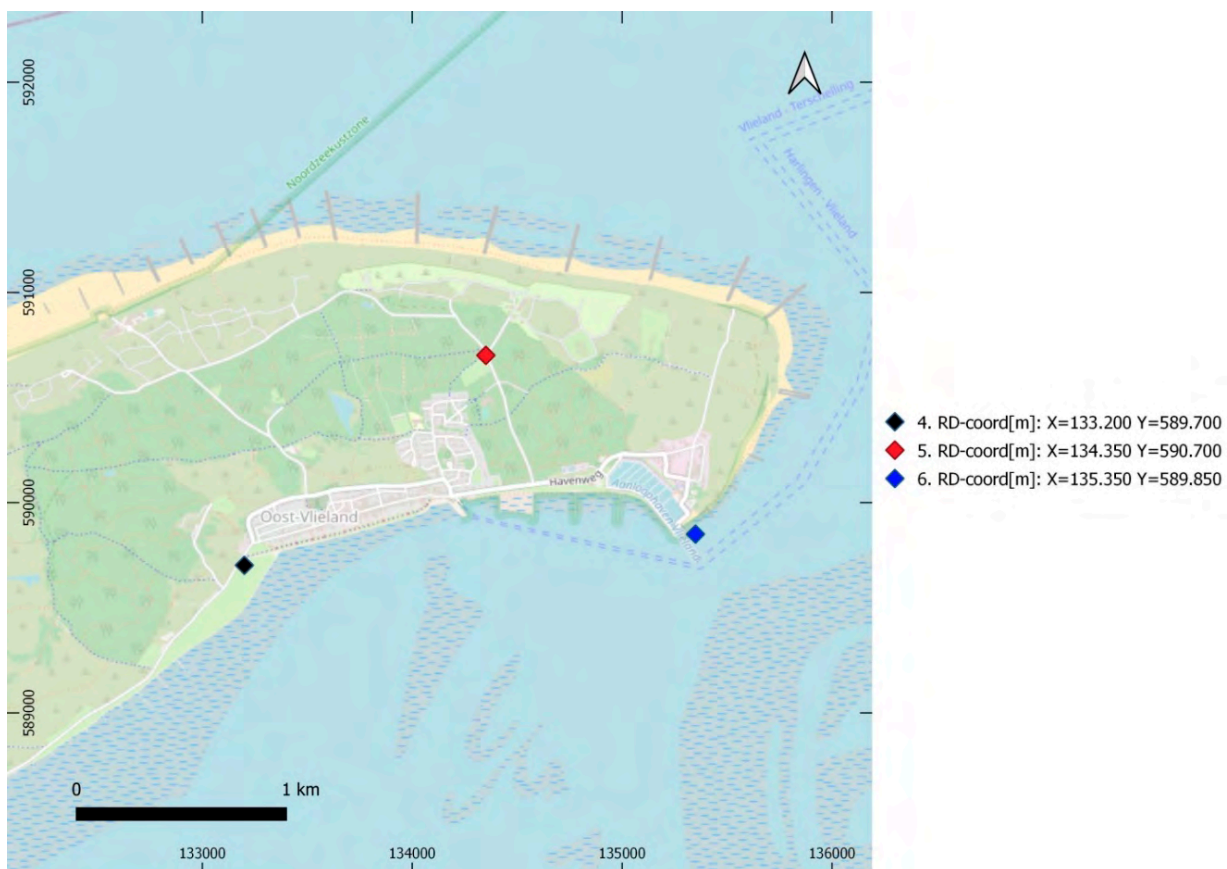 592000
Vlieland - Terschelling
Noordzeekustzone
Harlingen - Vlieland
591000
4. RD-coord[m]: X=133.200 Y=589.700
5. RD-coord[m]: X=134.350 Y=590.700
6. RD-coord[m]: X=135.350 Y=589.850
Havenweg
590000
Oost-Vlieland
589000
0 1 km
133000 134000 135000 136000